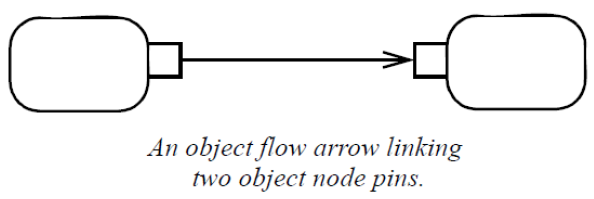 An object flow arrow linking
two object node pins.